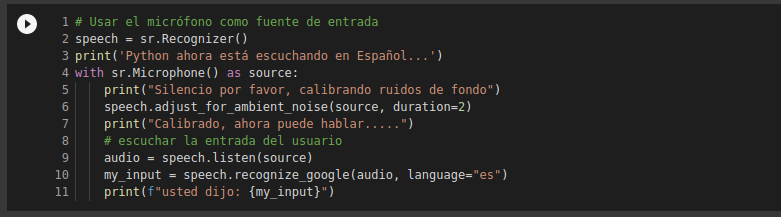 1 # Usar el micrófono como fuente de entrada
2 speech = sr.Recognizer()
3 print('Python ahora está escuchando en Español...')
4 with sr.Microphone() as source:
5     print("Silencio por favor, calibrando ruidos de fondo")
6     speech.adjust_for_ambient_noise(source, duration=2)
7     print("Calibrado, ahora puede hablar.....")
8     # escuchar la entrada del usuario
9     audio = speech.listen(source)
10     my_input = speech.recognize_google(audio, language="es")
11     print(f"usted dijo: {my_input}")